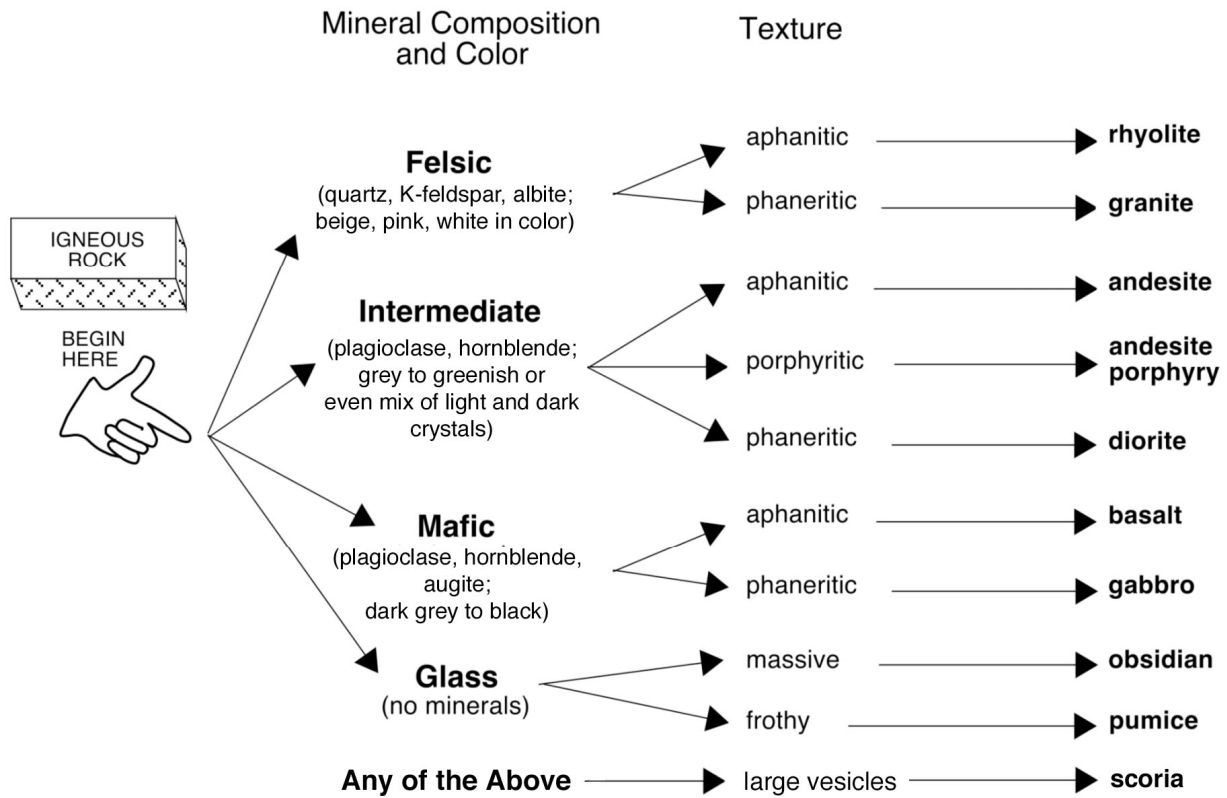 Mineral Composition
and Color
Texture
IGNEOUS
ROCK
BEGIN
HERE
Felsic
(quartz, K-feldspar, albite;
beige, pink, white in color)
aphanitic
rhyolite
phaneritic
granite
Intermediate
(plagioclase, hornblende;
grey to greenish or
even mix of light and dark
crystals)
aphanitic
andesite
porphyritic
andesite
porphyry
phaneritic
diorite
Mafic
(plagioclase, hornblende,
augite;
dark grey to black)
aphanitic
basalt
phaneritic
gabbro
Glass
(no minerals)
massive
obsidian
frothy
pumice
Any of the Above
large vesicles
scoria